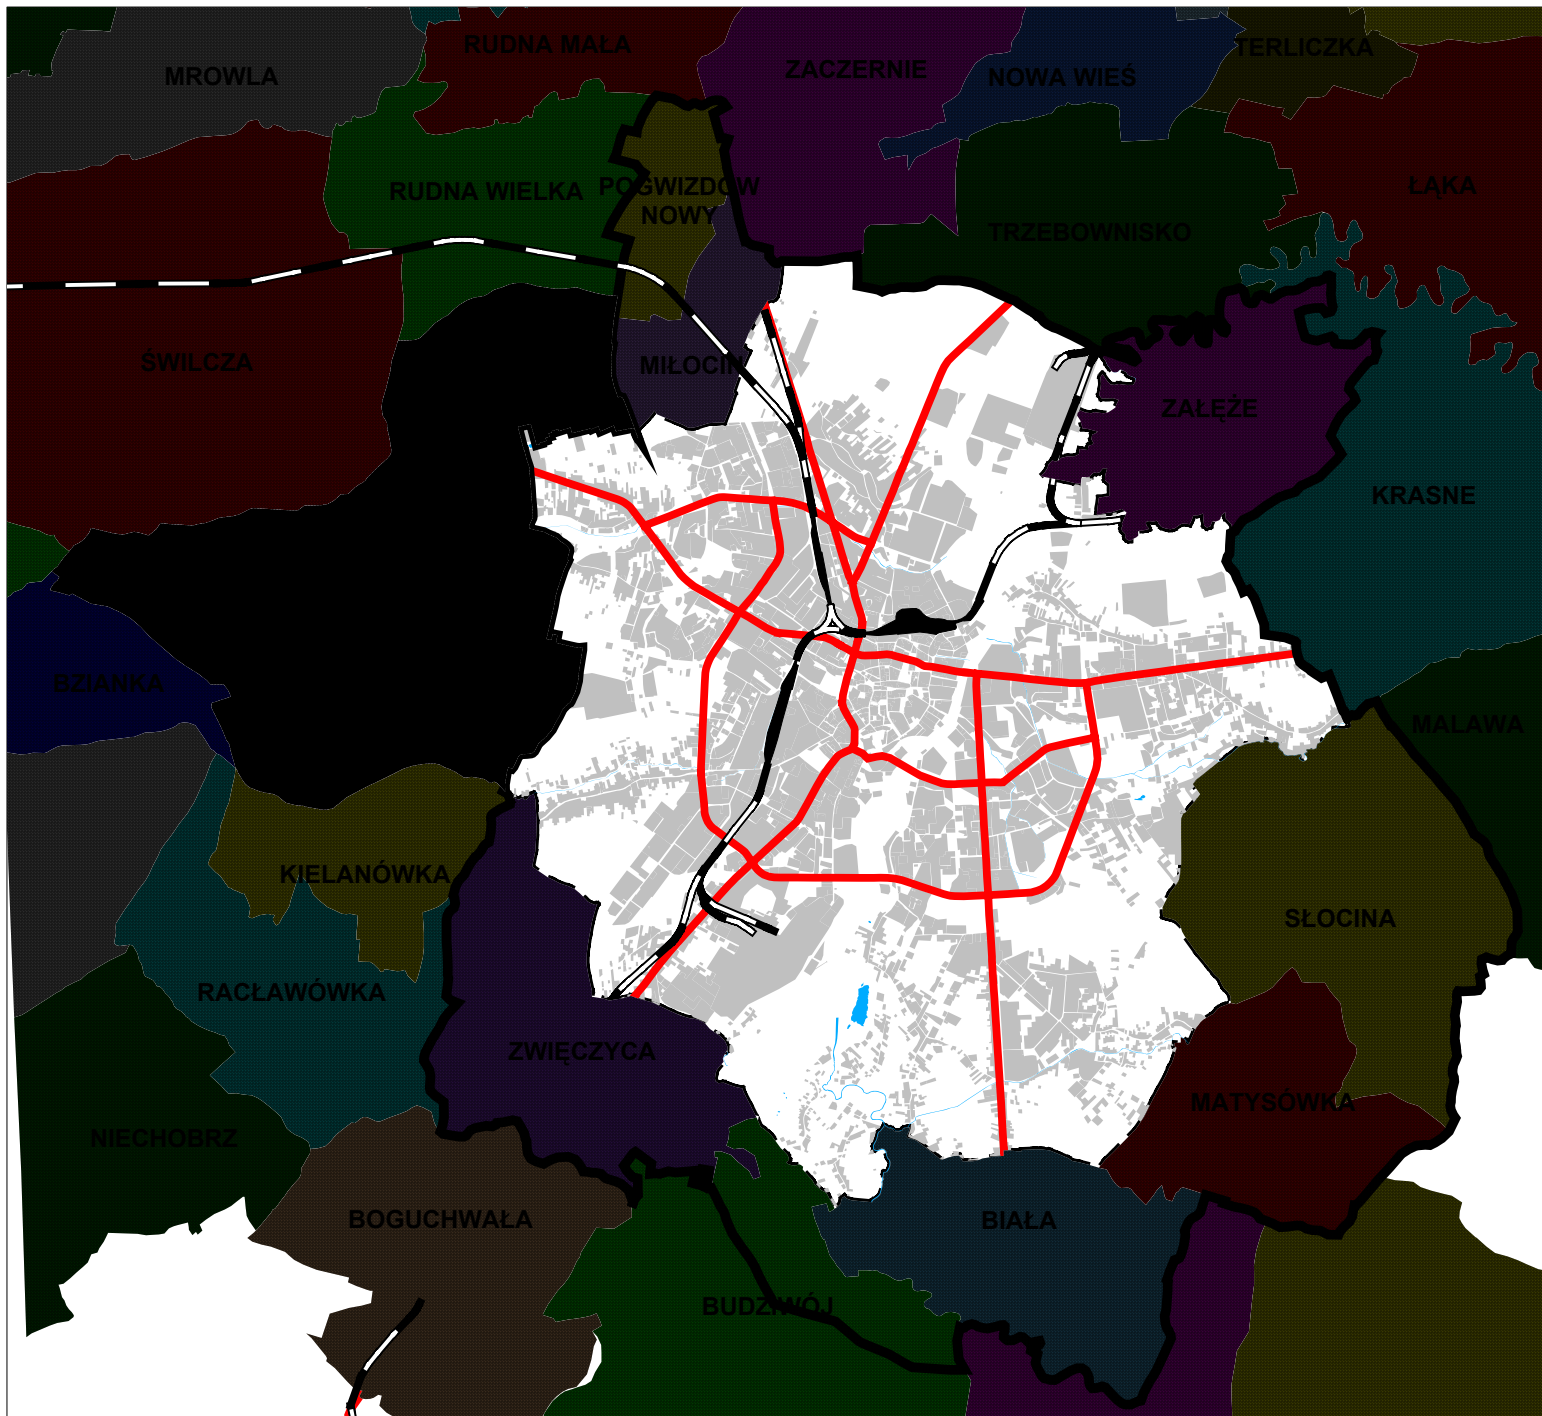 RUDNA MAŁA
TERLICZKA
ZACZERNIE
MROWLA
NOWA WIEŚ
RUDNA WIELKA
POGWIZDÓW
NOWY
ŁĄKA
TRZEBOWNISKO
ŚWILCZA
MIŁOCIN
ZAŁĘŻE
KRASNE
BZIANKA
MALAWA
KIELANÓWKA
SŁOCINA
RACŁAWÓWKA
ZWIĘCZYCA
MATYSÓWKA
NIECHOBRZ
BOGUCHWAŁA
BIAŁA
BUDZIWÓJ